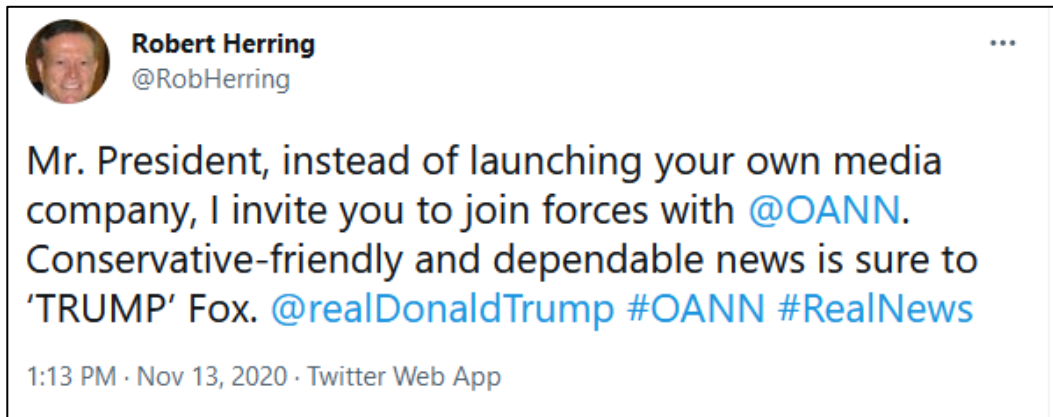 Robert Herring
@RobHerring
Mr. President, instead of launching your own media
company, I invite you to join forces with @OANN.
Conservative-friendly and dependable news is sure to
‘TRUMP’ Fox. @realDonaldTrump #OANN #RealNews
1:13 PM · Nov 13, 2020 · Twitter Web App